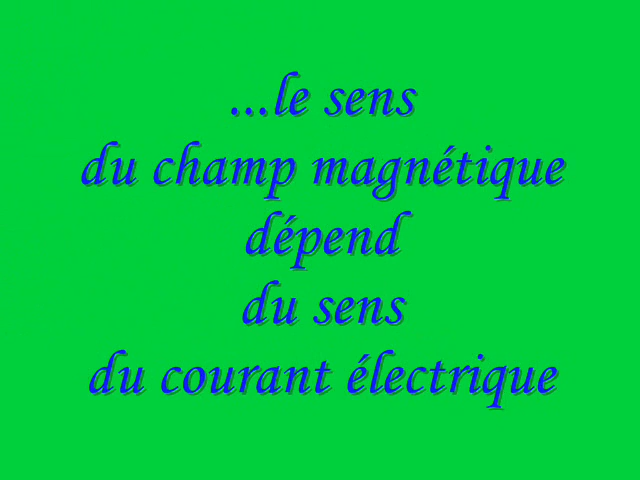 ...le sens
du champ magnétique
dépend
du sens
du courant électrique